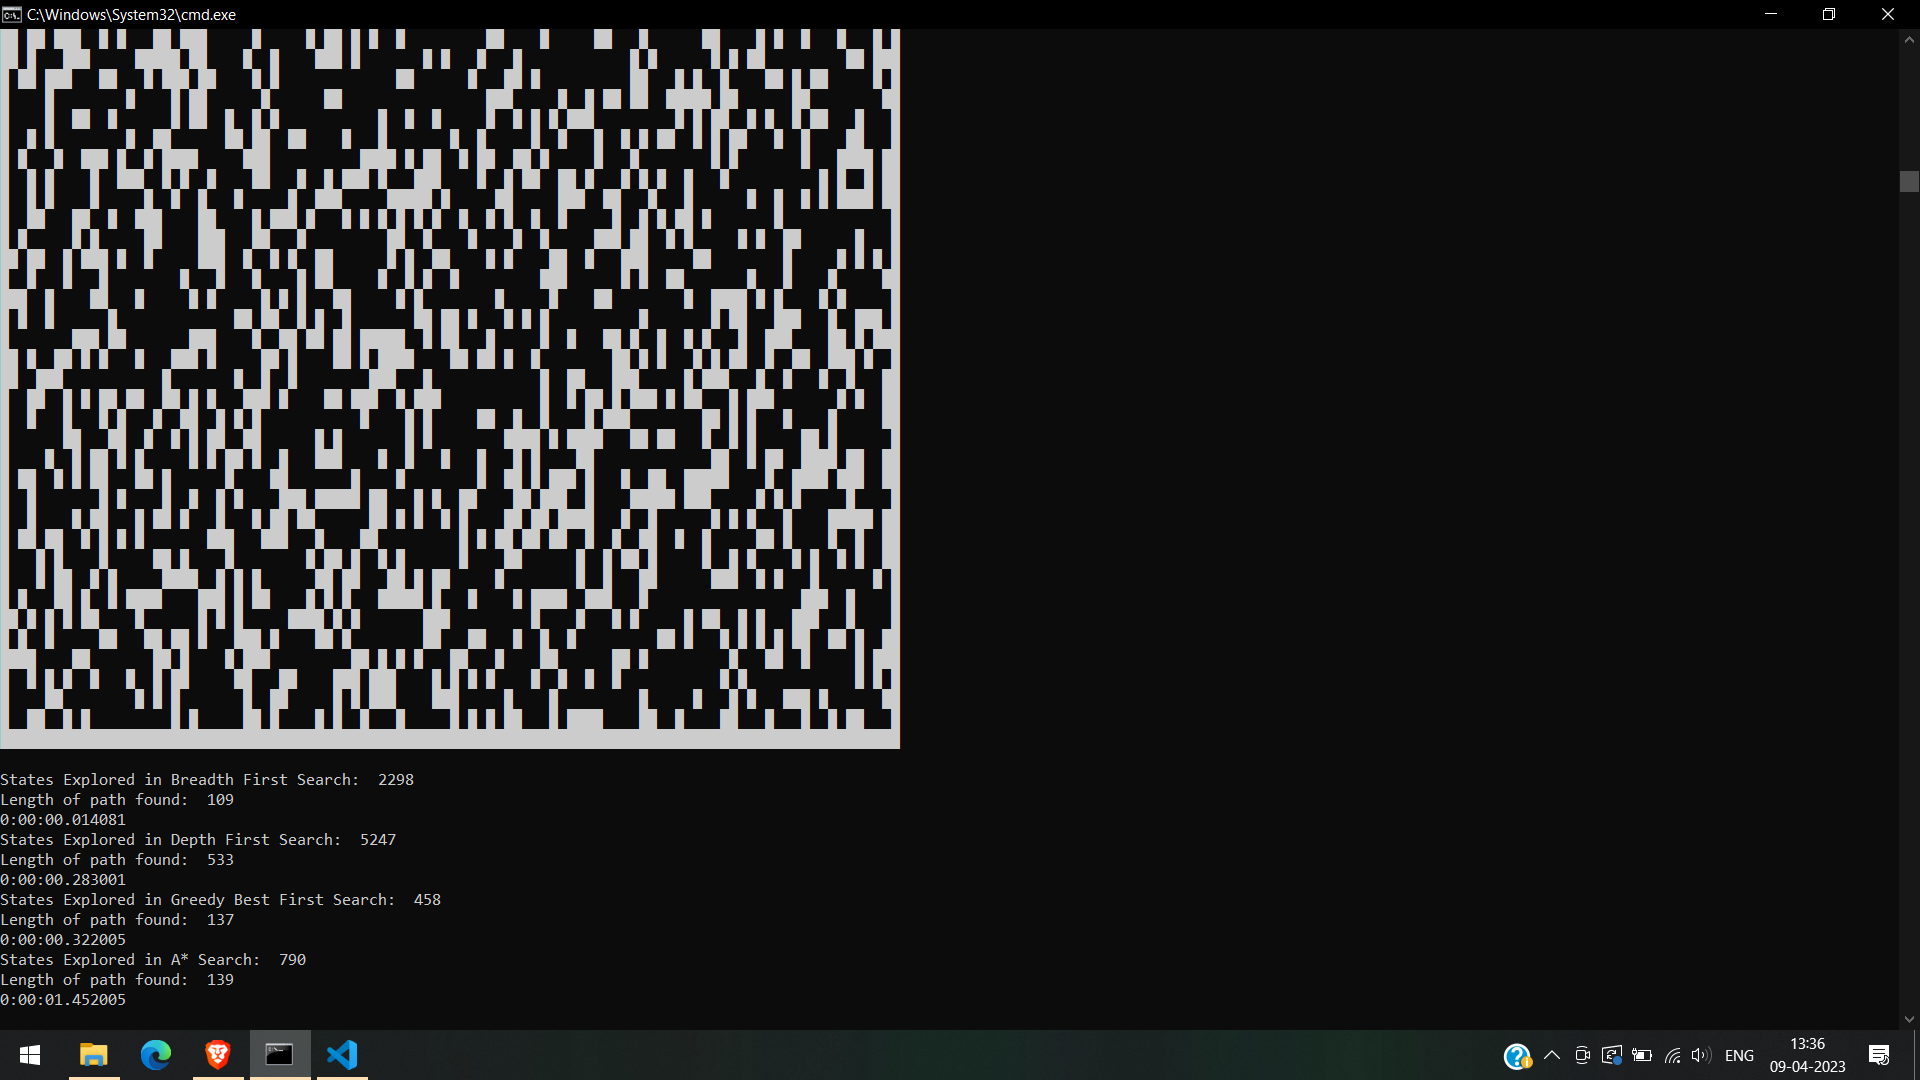 C:\Windows\System32\cmd.exe
States Explored in Breadth First Search:  2298
Length of path found:  109
0:00:00.014081
States Explored in Depth First Search:  5247
Length of path found:  533
0:00:00.283001
States Explored in Greedy Best First Search:  458
Length of path found:  137
0:00:00.322005
States Explored in A* Search:  790
Length of path found:  139
0:00:01.452005
ENG
13:36
09-04-2023